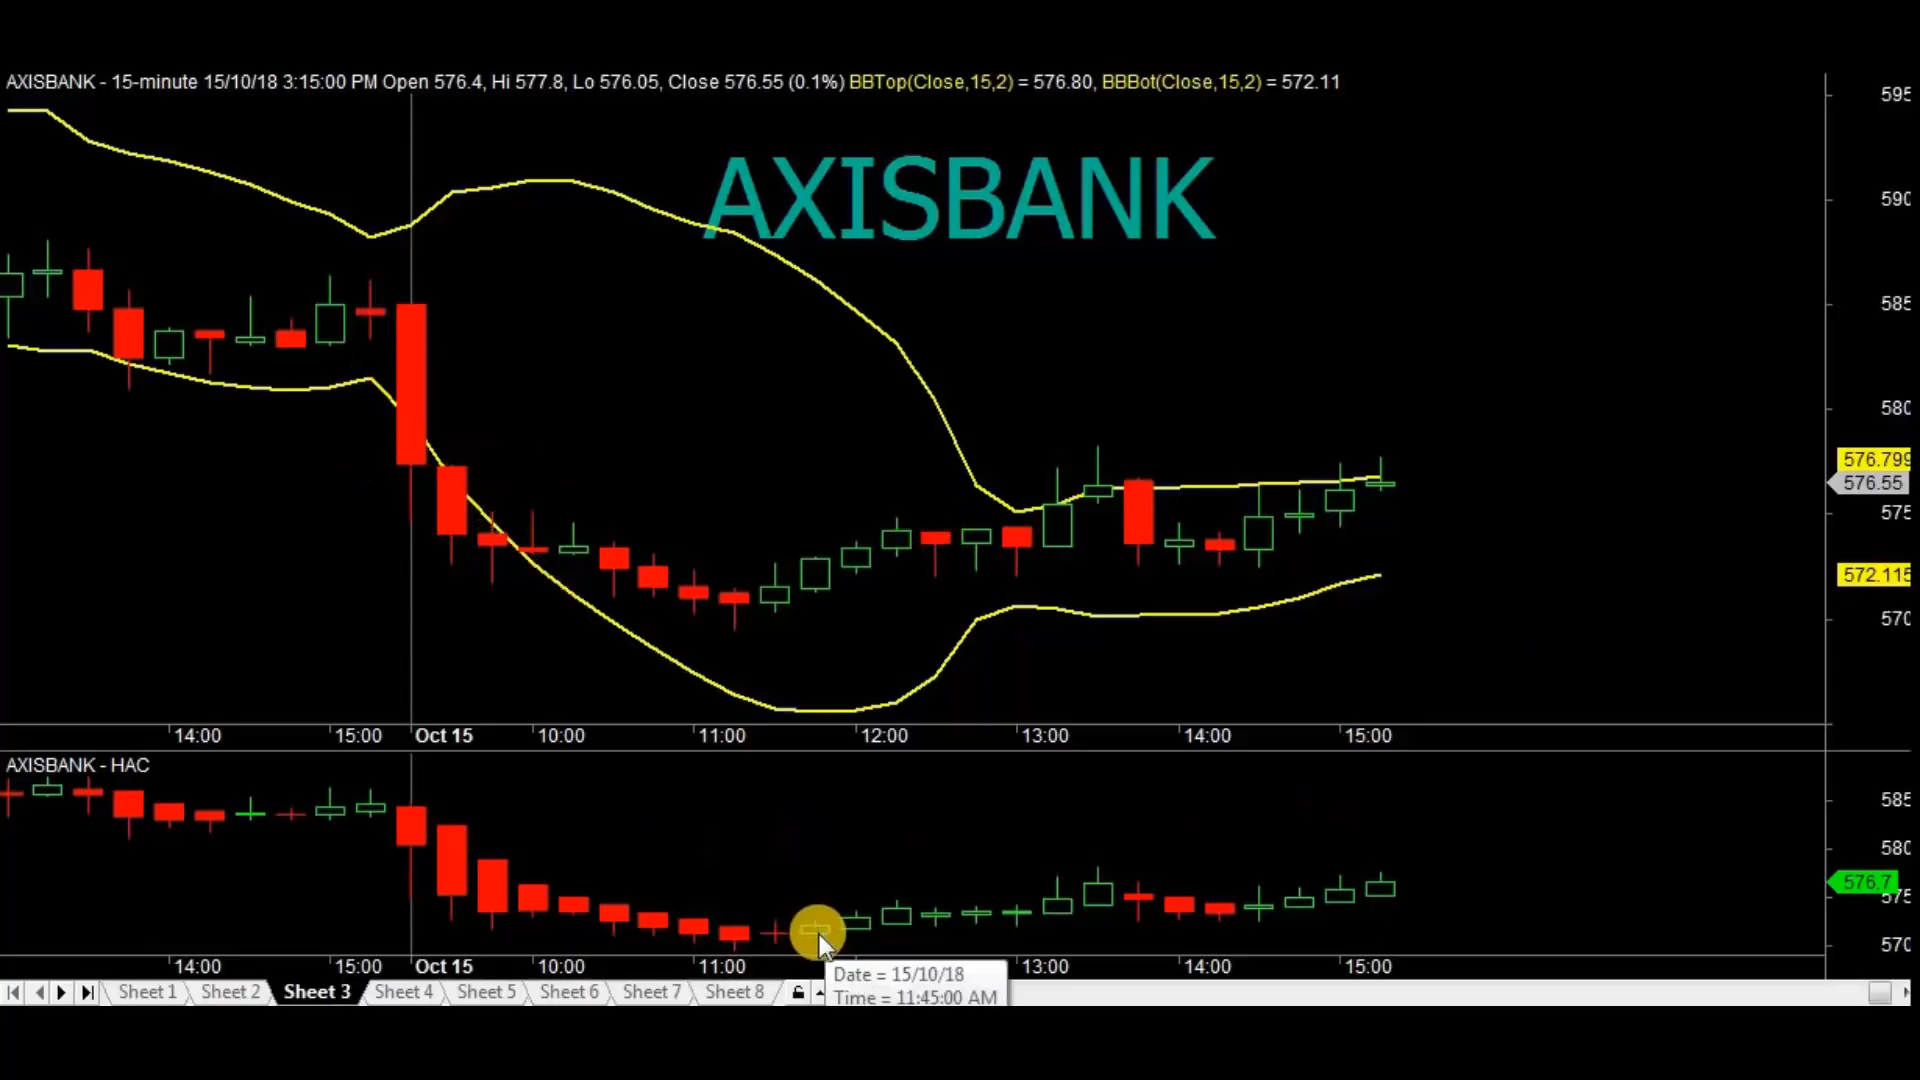 AXISBANK - 15-minute 15/10/18 3:15:00 PM Open 576.4, Hi 577.8, Lo 576.05, Close 576.55 (0.1%) BBTop(Close,15,2) = 576.80, BBBot(Close,15,2) = 572.11
AXISBANK
595
590
585
580
576.799
576.55
575
572.115
570
14:00 15:00 Oct 15 10:00 11:00 12:00 13:00 14:00 15:00
AXISBANK - HAC
585
580
576.7
575
570
14:00 15:00 Oct 15 10:00 11:00 13:00 14:00 15:00
Sheet 1 Sheet 2 Sheet 3 Sheet 4 Sheet 5 Sheet 6 Sheet 7 Sheet 8
Date = 15/10/18
Time = 11:45:00 AM